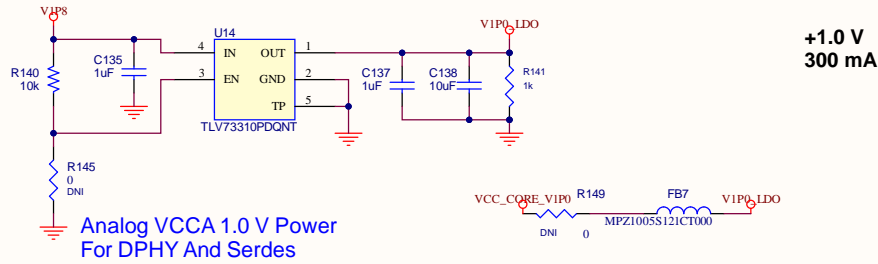 V1P8
U14
V1P0_LDO
+1.0 V
300 mA
4 IN OUT 1
C135
1uF
R140
10k
3 EN GND 2
C137
1uF
C138
10uF
R141
1k
TP 5
TLV73310PDQNT
R145
0
DNI
VCC_CORE_V1P0
R149
FB7
V1P0_LDO
DNI
0
MPZ1005S121CT000
Analog VCCA 1.0 V Power
For DPHY And Serdes